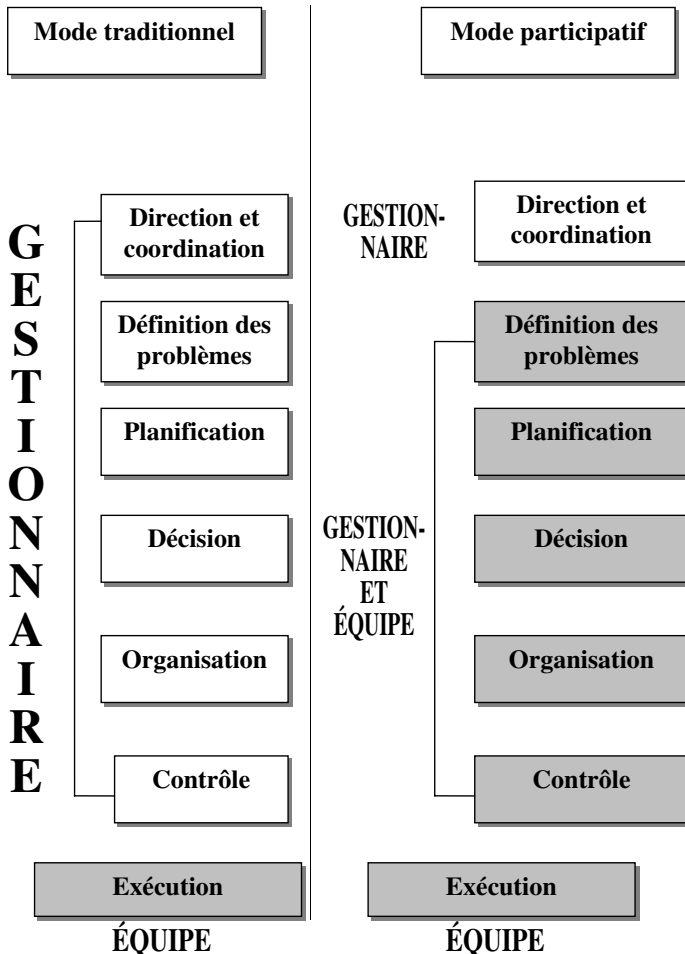 Mode traditionnel
GESTIONNAIRE
Direction et
coordination
Définition des
problèmes
Planification
Décision
Organisation
Contrôle
Exécution
ÉQUIPE
Mode participatif
GESTION-
NAIRE
Direction et
coordination
GESTION-
NAIRE
ET
ÉQUIPE
Définition des
problèmes
Planification
Décision
Organisation
Contrôle
Exécution
ÉQUIPE